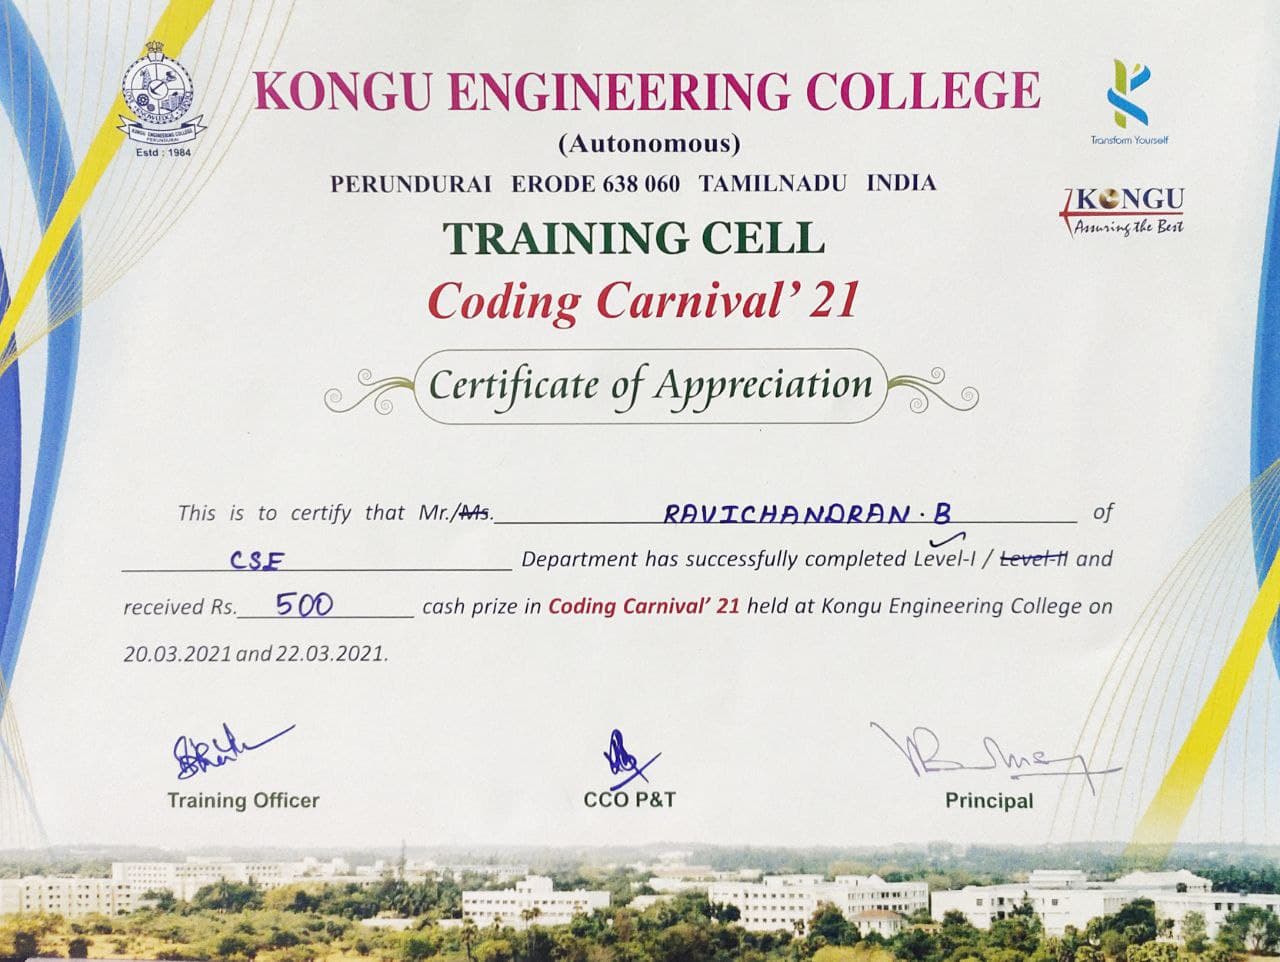 KONGU ENGINEERING COLLEGE
(Autonomous)
PERUNDURAI ERODE 638 060 TAMILNADU INDIA
KONGU ENGINEERING COLLEGE
PERUNDURAI
Estd : 1984
Transform Yourself
KONGU
Assuring the Best
TRAINING CELL
Coding Carnival' 21
Certificate of Appreciation
This is to certify that Mr./Ms. RAVICHANDRAN . B of
CSE Department has successfully completed Level-I / Level-II and
received Rs. 500 cash prize in Coding Carnival' 21 held at Kongu Engineering College on
20.03.2021 and 22.03.2021.
Training Officer
CCO P&T
Principal